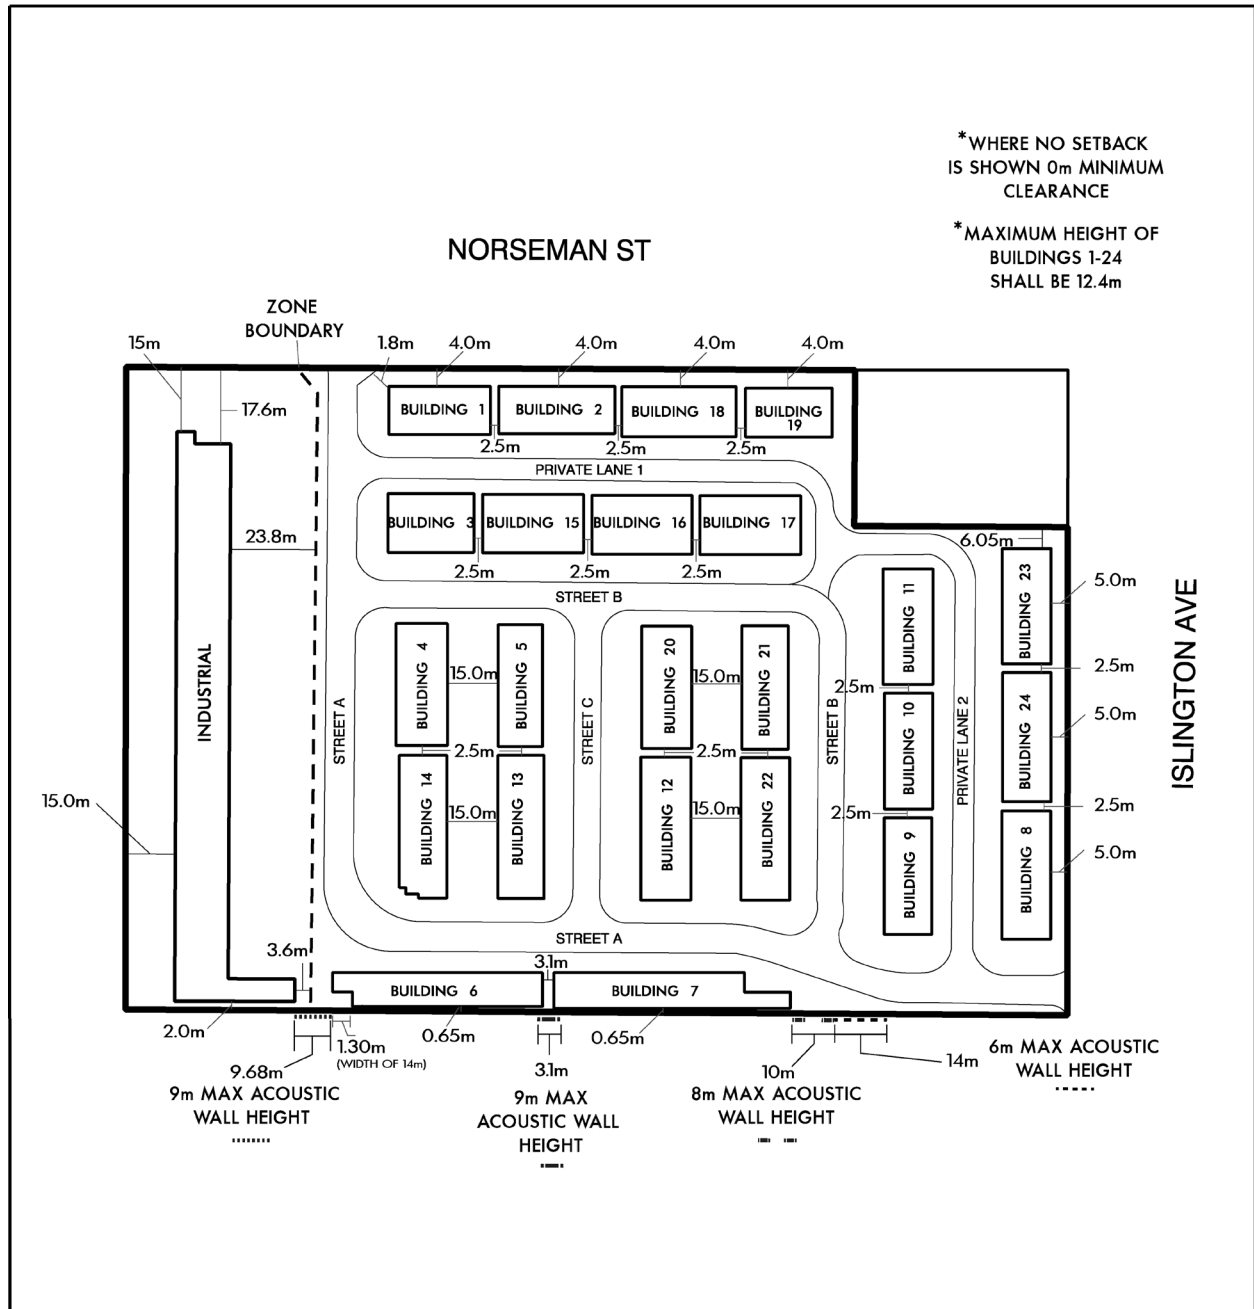 *WHERE NO SETBACK
IS SHOWN 0m MINIMUM
CLEARANCE
*MAXIMUM HEIGHT OF
BUILDINGS 1-24
SHALL BE 12.4m
NORSEMAN ST
ZONE
BOUNDARY
15m
1.8m
4.0m
4.0m
4.0m
4.0m
17.6m
BUILDING 1
BUILDING 2
BUILDING 18
BUILDING
19
2.5m
2.5m
2.5m
PRIVATE LANE 1
BUILDING 3
BUILDING 15
BUILDING 16
BUILDING 17
23.8m
6.05m
2.5m
2.5m
2.5m
STREET B
BUILDING 11
BUILDING 23
5.0m
ISLINGTON AVE
INDUSTRIAL
STREET A
BUILDING 4
15.0m
BUILDING 5
STREET C
BUILDING 20
15.0m
BUILDING 21
STREET B
2.5m
2.5m
BUILDING 10
PRIVATE LANE 2
BUILDING 24
5.0m
2.5m
2.5m
15.0m
BUILDING 14
15.0m
BUILDING 13
BUILDING 12
15.0m
BUILDING 22
2.5m
2.5m
BUILDING 9
BUILDING 8
5.0m
STREET A
3.6m
3.1m
BUILDING 6
BUILDING 7
2.0m
0.65m
0.65m
1.30m
(WIDTH OF 14m)
9.68m
3.1m
10m
14m
6m MAX ACOUSTIC
WALL HEIGHT
9m MAX ACOUSTIC
WALL HEIGHT
9m MAX
ACOUSTIC WALL
HEIGHT
8m MAX ACOUSTIC
WALL HEIGHT